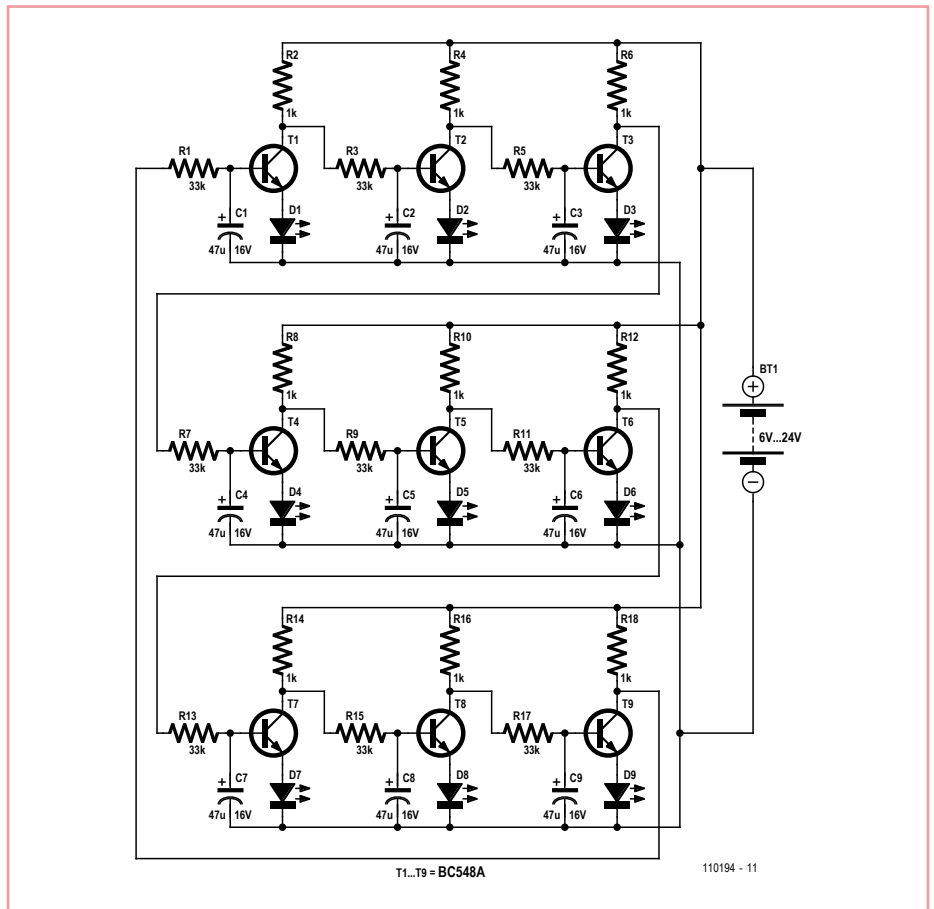 R2 R4 R6
1k 1k 1k
T1 T2 T3
R1 R3 R5
33k 33k 33k
+ C1 D1 + C2 D2 + C3 D3
47u 16V 47u 16V 47u 16V
R8 R10 R12
1k 1k 1k
BT1
+
6V...24V
−
T4 T5 T6
R7 R9 R11
33k 33k 33k
+ C4 D4 + C5 D5 + C6 D6
47u 16V 47u 16V 47u 16V
R14 R16 R18
1k 1k 1k
T7 T8 T9
R13 R15 R17
33k 33k 33k
+ C7 D7 + C8 D8 + C9 D9
47u 16V 47u 16V 47u 16V
T1...T9 = BC548A
110194 - 11